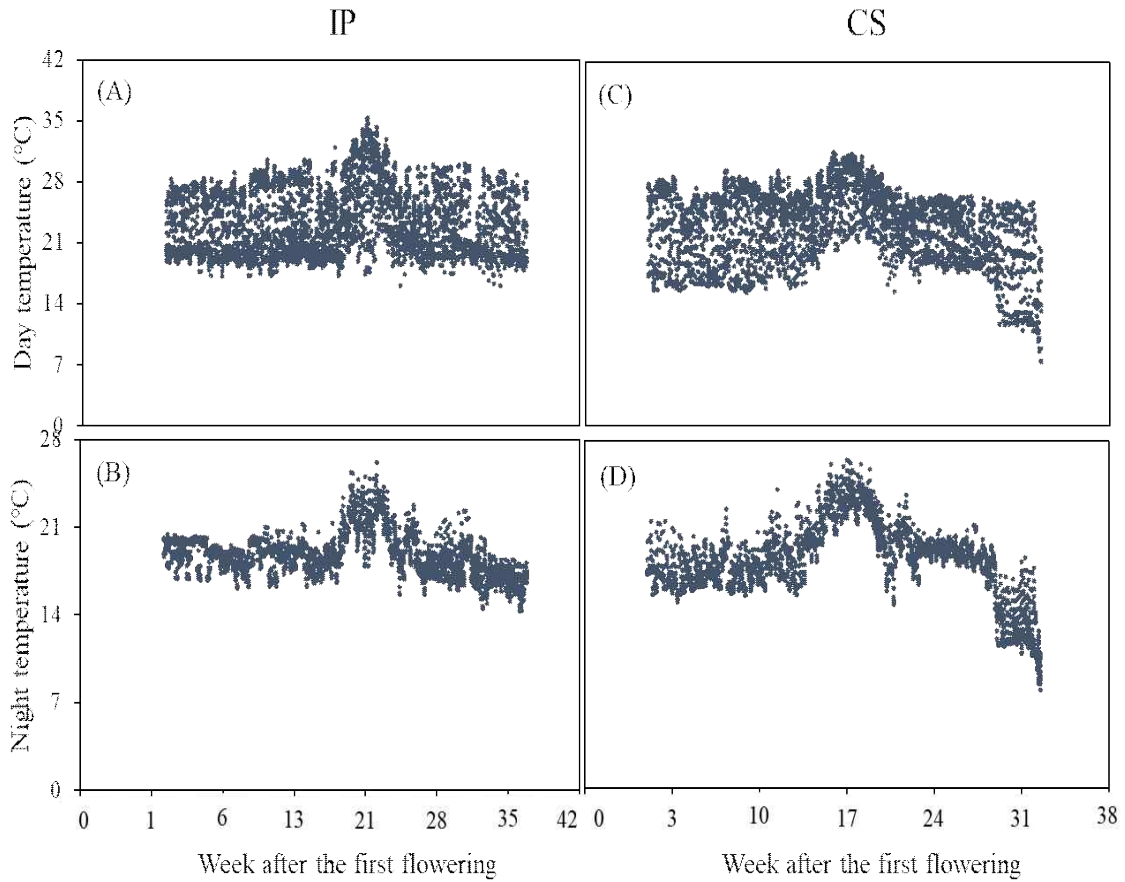 IP CS
(A) (C)
Day temperature (°C)
42
35
28
21
14
7
0
(B) (D)
Night temperature (°C)
28
21
14
7
0
0 1 6 13 21 28 35 42 0 3 10 17 24 31 38
Week after the first flowering Week after the first flowering